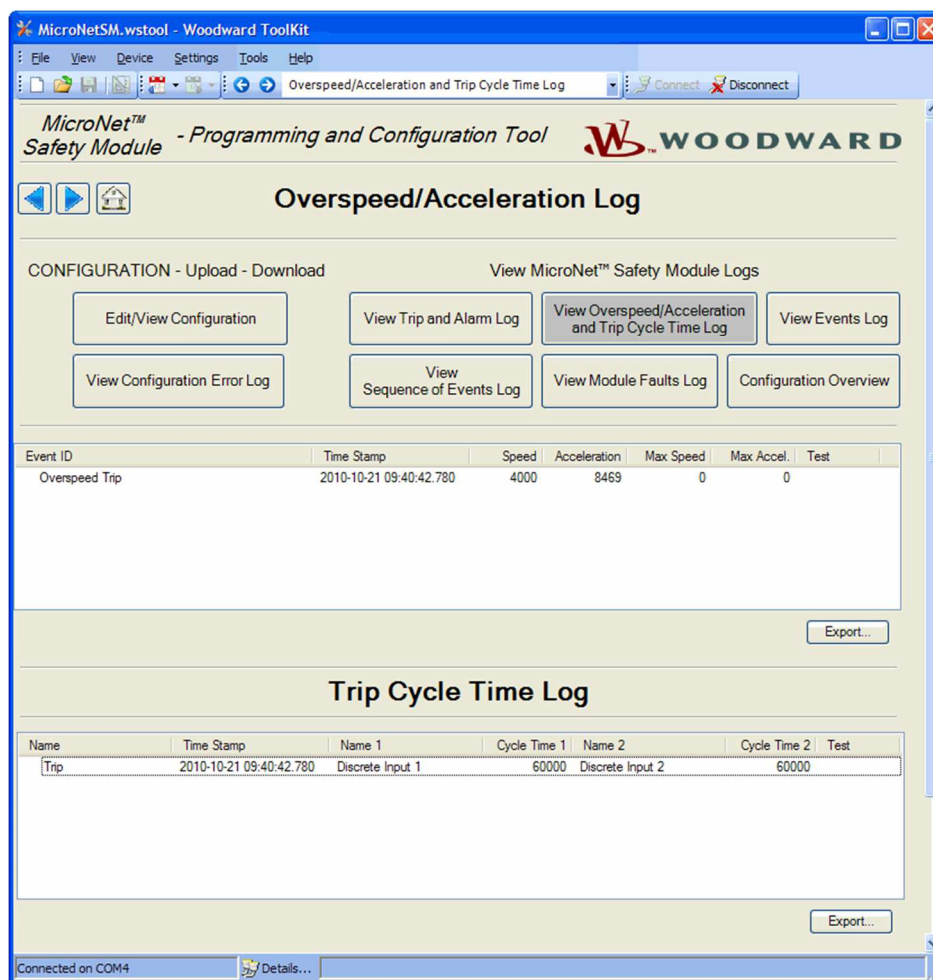 MicroNetSM.wstool - Woodward ToolKit
File View Device Settings Tools Help
Overspeed/Acceleration and Trip Cycle Time Log Connect Disconnect
MicroNet™
Safety Module - Programming and Configuration Tool
WOODWARD
Overspeed/Acceleration Log
CONFIGURATION - Upload - Download View MicroNet™ Safety Module Logs
Edit/View Configuration
View Trip and Alarm Log
View Overspeed/Acceleration
and Trip Cycle Time Log
View Events Log
View Configuration Error Log
View
Sequence of Events Log
View Module Faults Log
Configuration Overview
Event ID Time Stamp Speed Acceleration Max Speed Max Accel. Test
Overspeed Trip 2010-10-21 09:40:42.780 4000 8469 0 0
Export...
Trip Cycle Time Log
Name Time Stamp Name 1 Cycle Time 1 Name 2 Cycle Time 2 Test
Trip 2010-10-21 09:40:42.780 Discrete Input 1 60000 Discrete Input 2 60000
Export...
Connected on COM4 Details...